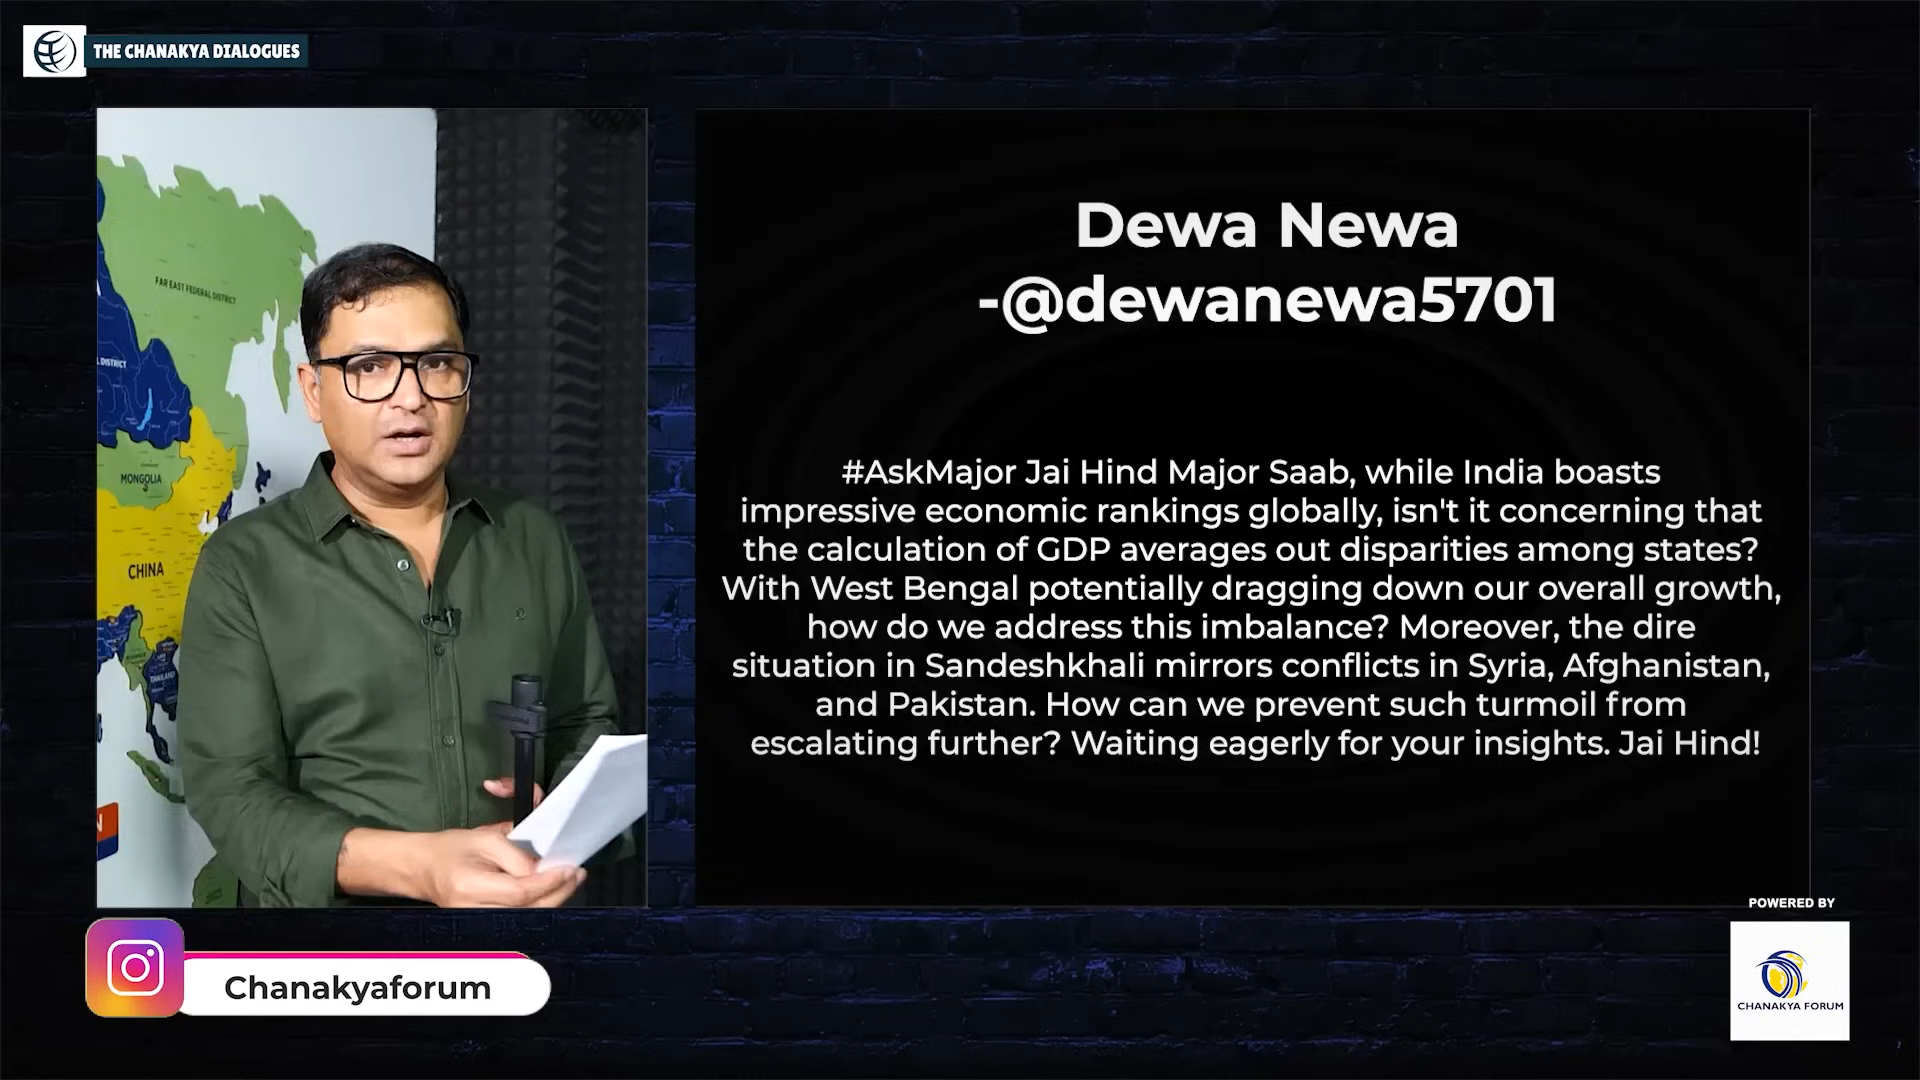 THE CHANAKYA DIALOGUES
FAR EAST FEDERAL DISTRICT
DISTRICT
MONGOLIA
CHINA
THAILAND
N
Dewa Newa
-@dewanewa5701
#AskMajor Jai Hind Major Saab, while India boasts
impressive economic rankings globally, isn't it concerning that
the calculation of GDP averages out disparities among states?
With West Bengal potentially dragging down our overall growth,
how do we address this imbalance? Moreover, the dire
situation in Sandeshkhali mirrors conflicts in Syria, Afghanistan,
and Pakistan. How can we prevent such turmoil from
escalating further? Waiting eagerly for your insights. Jai Hind!
Chanakyaforum
POWERED BY
CHANAKYA FORUM